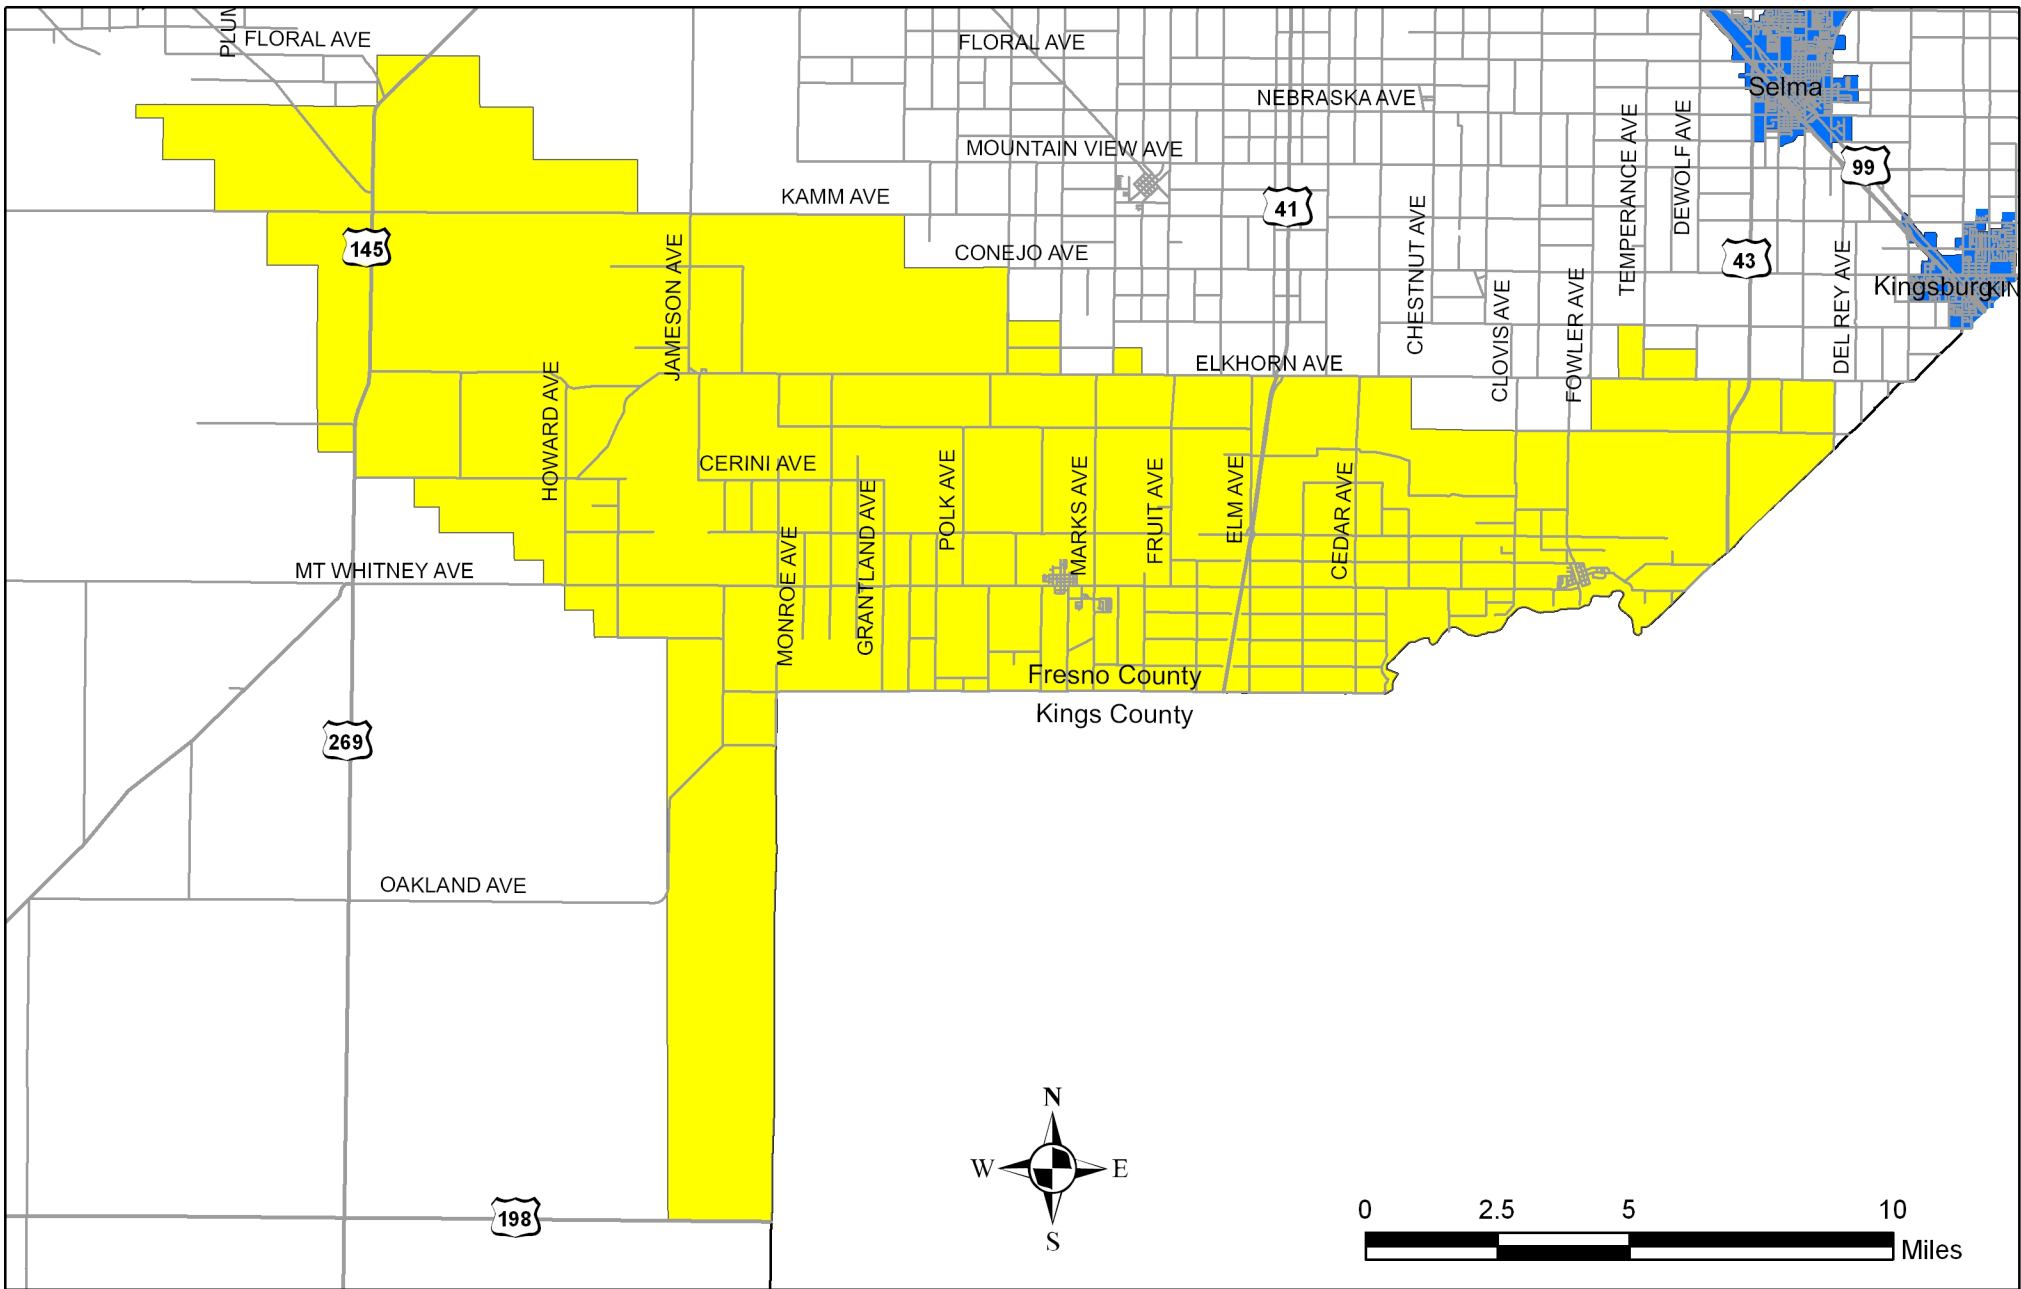 PLUM
FLORAL AVE
FLORAL AVE
NEBRASKA AVE
Selma
MOUNTAIN VIEW AVE
99
KAMM AVE
41
TEMPERANCE AVE
DEWOLF AVE
145
JAMESON AVE
CONEJO AVE
CHESTNUT AVE
43
DEL REY AVE
Kingsburg
KIN
CLOVIS AVE
FOWLER AVE
ELKHORN AVE
HOWARD AVE
CERINI AVE
GRANTLAND AVE
POLK AVE
MARKS AVE
FRUIT AVE
ELM AVE
CEDAR AVE
MONROE AVE
MT WHITNEY AVE
Fresno County
Kings County
269
OAKLAND AVE
198
N
W
E
S
0 2.5 5 10
Miles